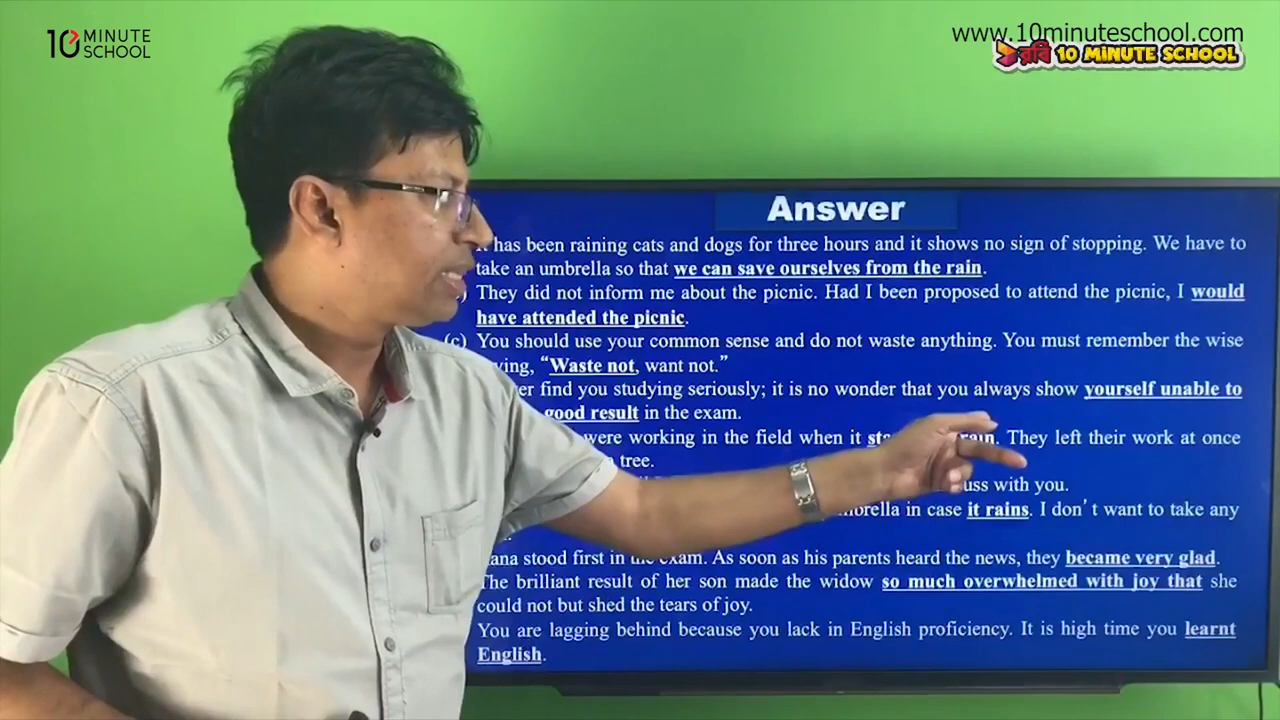 10 MINUTE SCHOOL
www.10minuteschool.com
রবি 10 MINUTE SCHOOL
Answer
It has been raining cats and dogs for three hours and it shows no sign of stopping. We have to
take an umbrella so that we can save ourselves from the rain.
They did not inform me about the picnic. Had I been proposed to attend the picnic, I would
have attended the picnic.
(c) You should use your common sense and do not waste anything. You must remember the wise
“Waste not, want not.”
find you studying seriously; it is no wonder that you always show yourself unable to
good result in the exam.
were working in the field when it rain. They left their work at once
tree.
with you.
in case it rains. I don't want to take any
stood first in the exam. As soon as his parents heard the news, they became very glad.
The brilliant result of her son made the widow so much overwhelmed with joy that she
could not but shed the tears of joy.
You are lagging behind because you lack in English proficiency. It is high time you learnt
English.